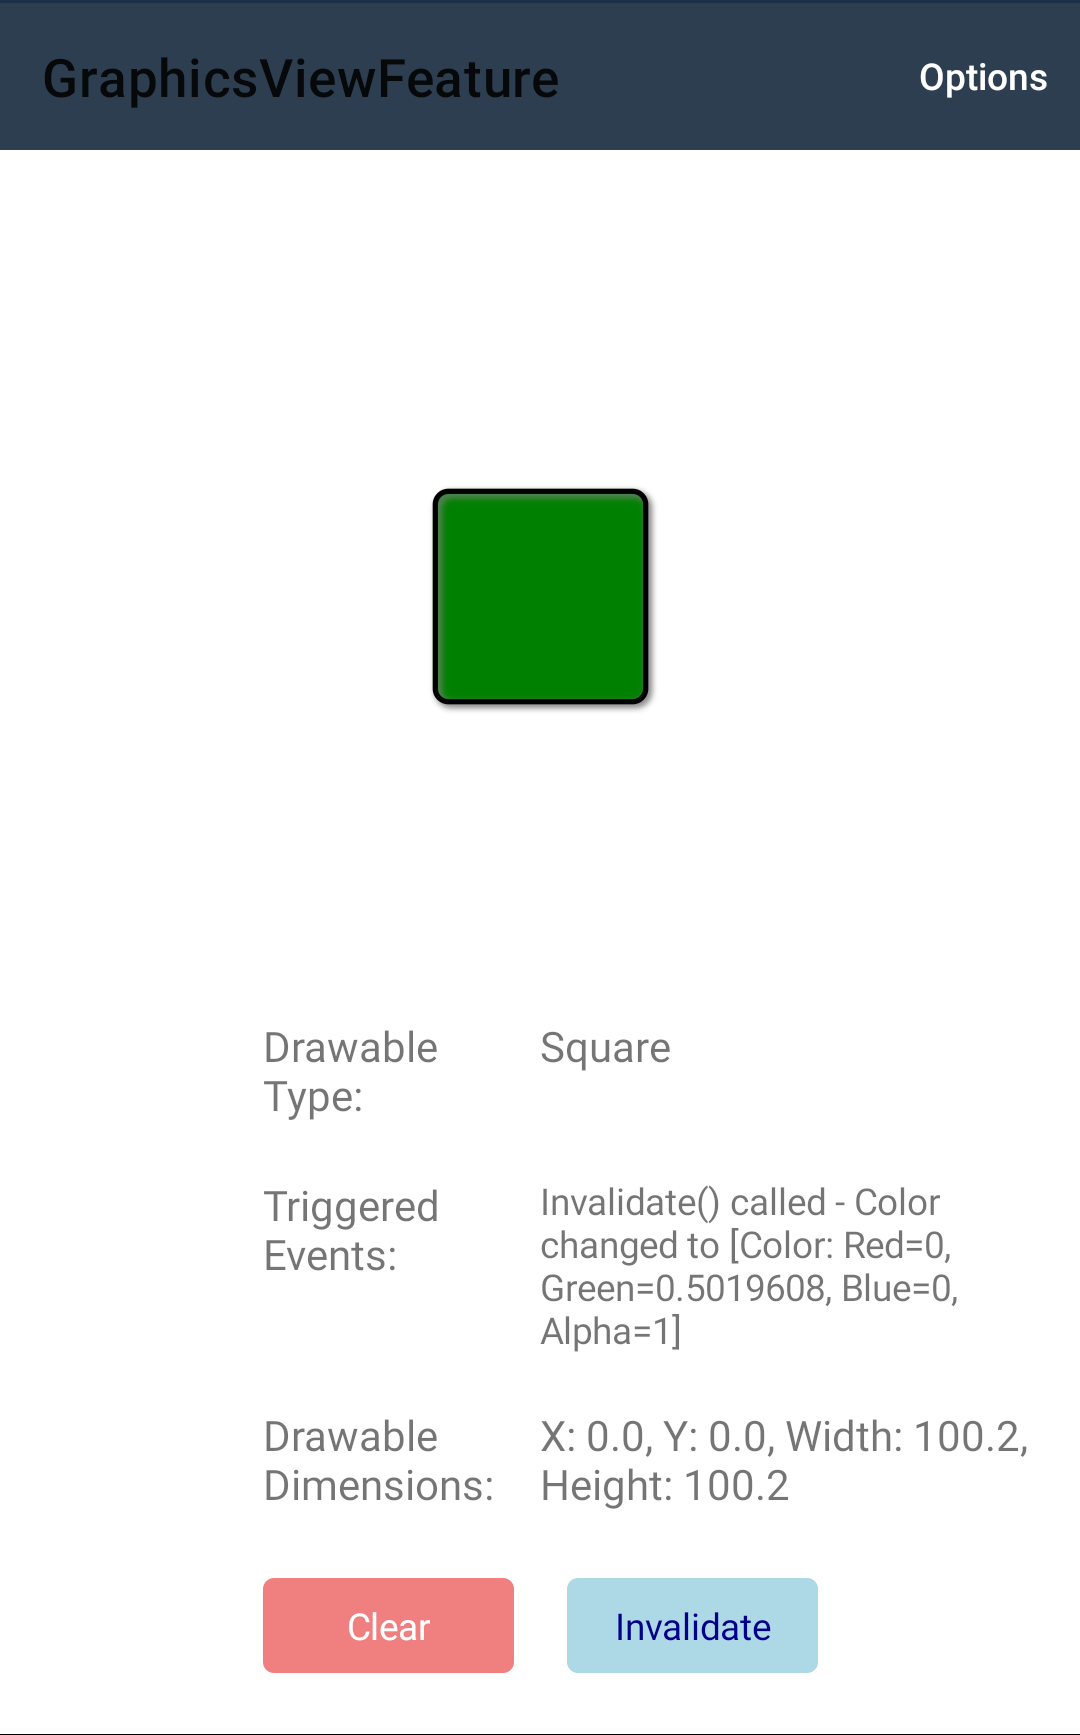 GraphicsViewFeature
Options
Drawable
Type:
Square
Triggered
Events:
Invalidate() called - Color
changed to [Color: Red=0,
Green=0.5019608, Blue=0,
Alpha=1]
Drawable
Dimensions:
X: 0.0, Y: 0.0, Width: 100.2,
Height: 100.2
Clear
Invalidate